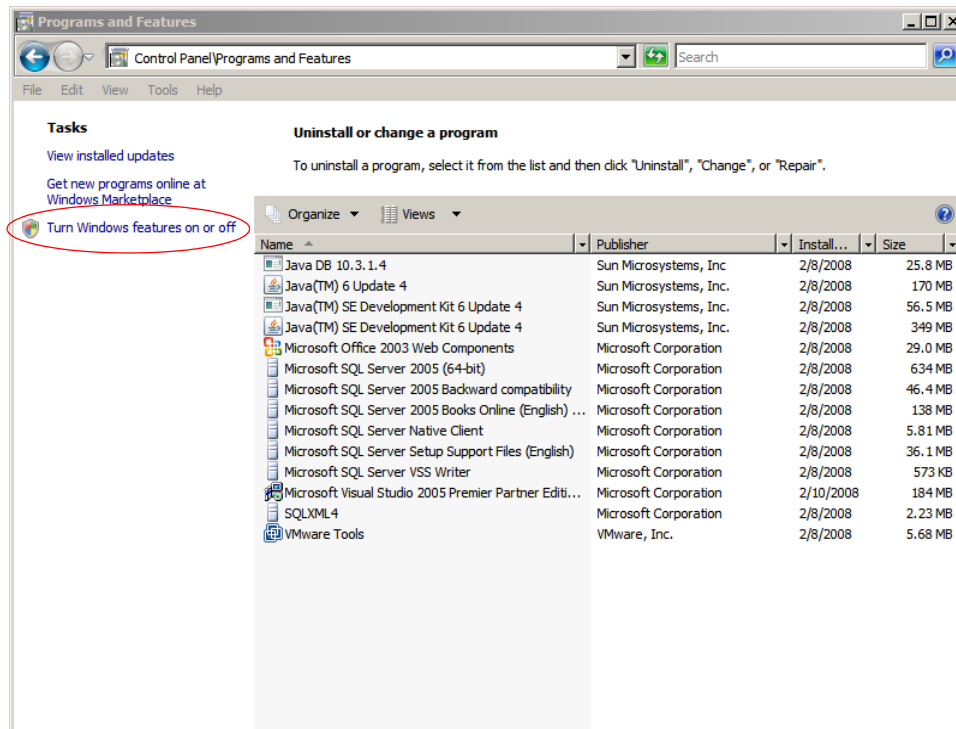 Programs and Features
Control Panel\Programs and Features
Search
File Edit View Tools Help
Tasks
View installed updates
Get new programs online at
Windows Marketplace
Turn Windows features on or off
Uninstall or change a program
To uninstall a program, select it from the list and then click "Uninstall", "Change", or "Repair".
Organize Views
Name Publisher Install... Size
Java DB 10.3.1.4 Sun Microsystems, Inc 2/8/2008 25.8 MB
Java(TM) 6 Update 4 Sun Microsystems, Inc. 2/8/2008 170 MB
Java(TM) SE Development Kit 6 Update 4 Sun Microsystems, Inc. 2/8/2008 56.5 MB
Java(TM) SE Development Kit 6 Update 4 Sun Microsystems, Inc. 2/8/2008 349 MB
Microsoft Office 2003 Web Components Microsoft Corporation 2/8/2008 29.0 MB
Microsoft SQL Server 2005 (64-bit) Microsoft Corporation 2/8/2008 634 MB
Microsoft SQL Server 2005 Backward compatibility Microsoft Corporation 2/8/2008 46.4 MB
Microsoft SQL Server 2005 Books Online (English) ... Microsoft Corporation 2/8/2008 138 MB
Microsoft SQL Server Native Client Microsoft Corporation 2/8/2008 5.81 MB
Microsoft SQL Server Setup Support Files (English) Microsoft Corporation 2/8/2008 36.1 MB
Microsoft SQL Server VSS Writer Microsoft Corporation 2/8/2008 573 KB
Microsoft Visual Studio 2005 Premier Partner Editi... Microsoft Corporation 2/10/2008 184 MB
SQLXML4 Microsoft Corporation 2/8/2008 2.23 MB
VMware Tools VMware, Inc. 2/8/2008 5.68 MB